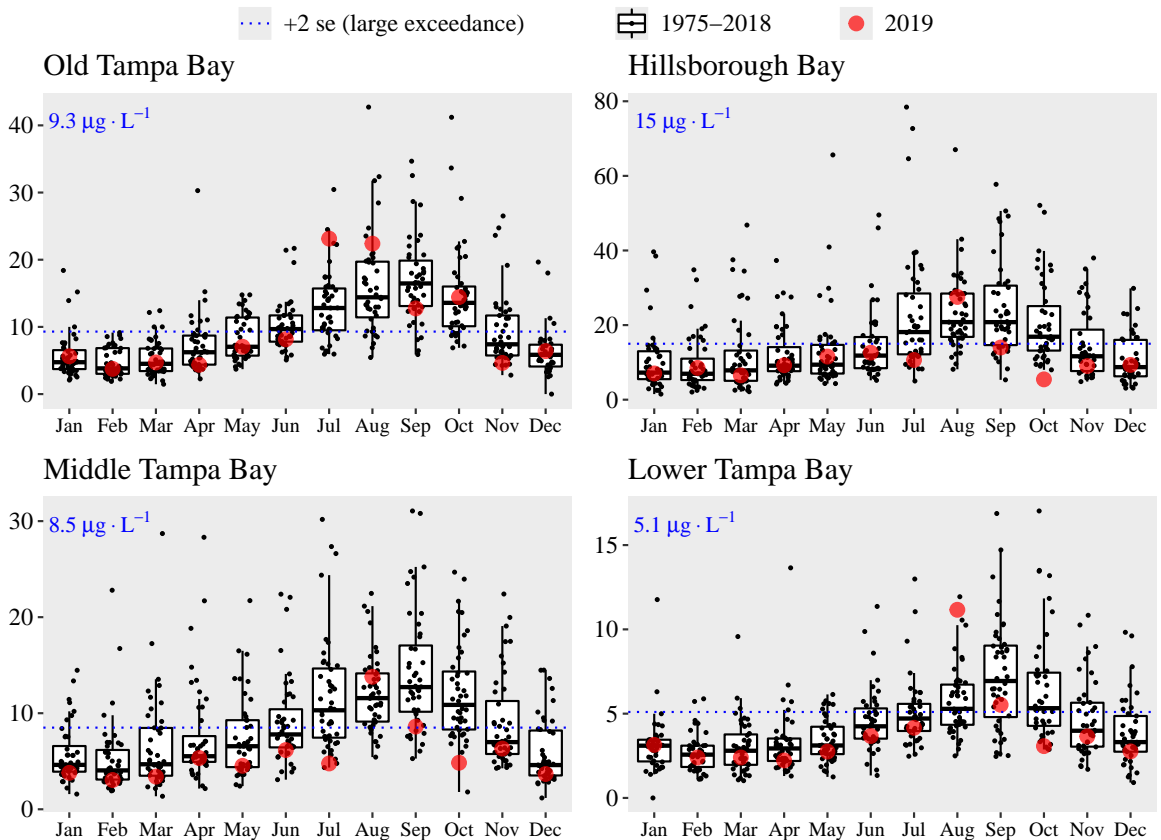 +2 se (large exceedance) 1975−2018 2019
Old Tampa Bay
9.3 μg · L⁻¹
40
30
20
10
0
Jan Feb Mar Apr May Jun Jul Aug Sep Oct Nov Dec
Hillsborough Bay
15 μg · L⁻¹
80
60
40
20
0
Jan Feb Mar Apr May Jun Jul Aug Sep Oct Nov Dec
Middle Tampa Bay
8.5 μg · L⁻¹
30
20
10
0
Jan Feb Mar Apr May Jun Jul Aug Sep Oct Nov Dec
Lower Tampa Bay
5.1 μg · L⁻¹
15
10
5
0
Jan Feb Mar Apr May Jun Jul Aug Sep Oct Nov Dec